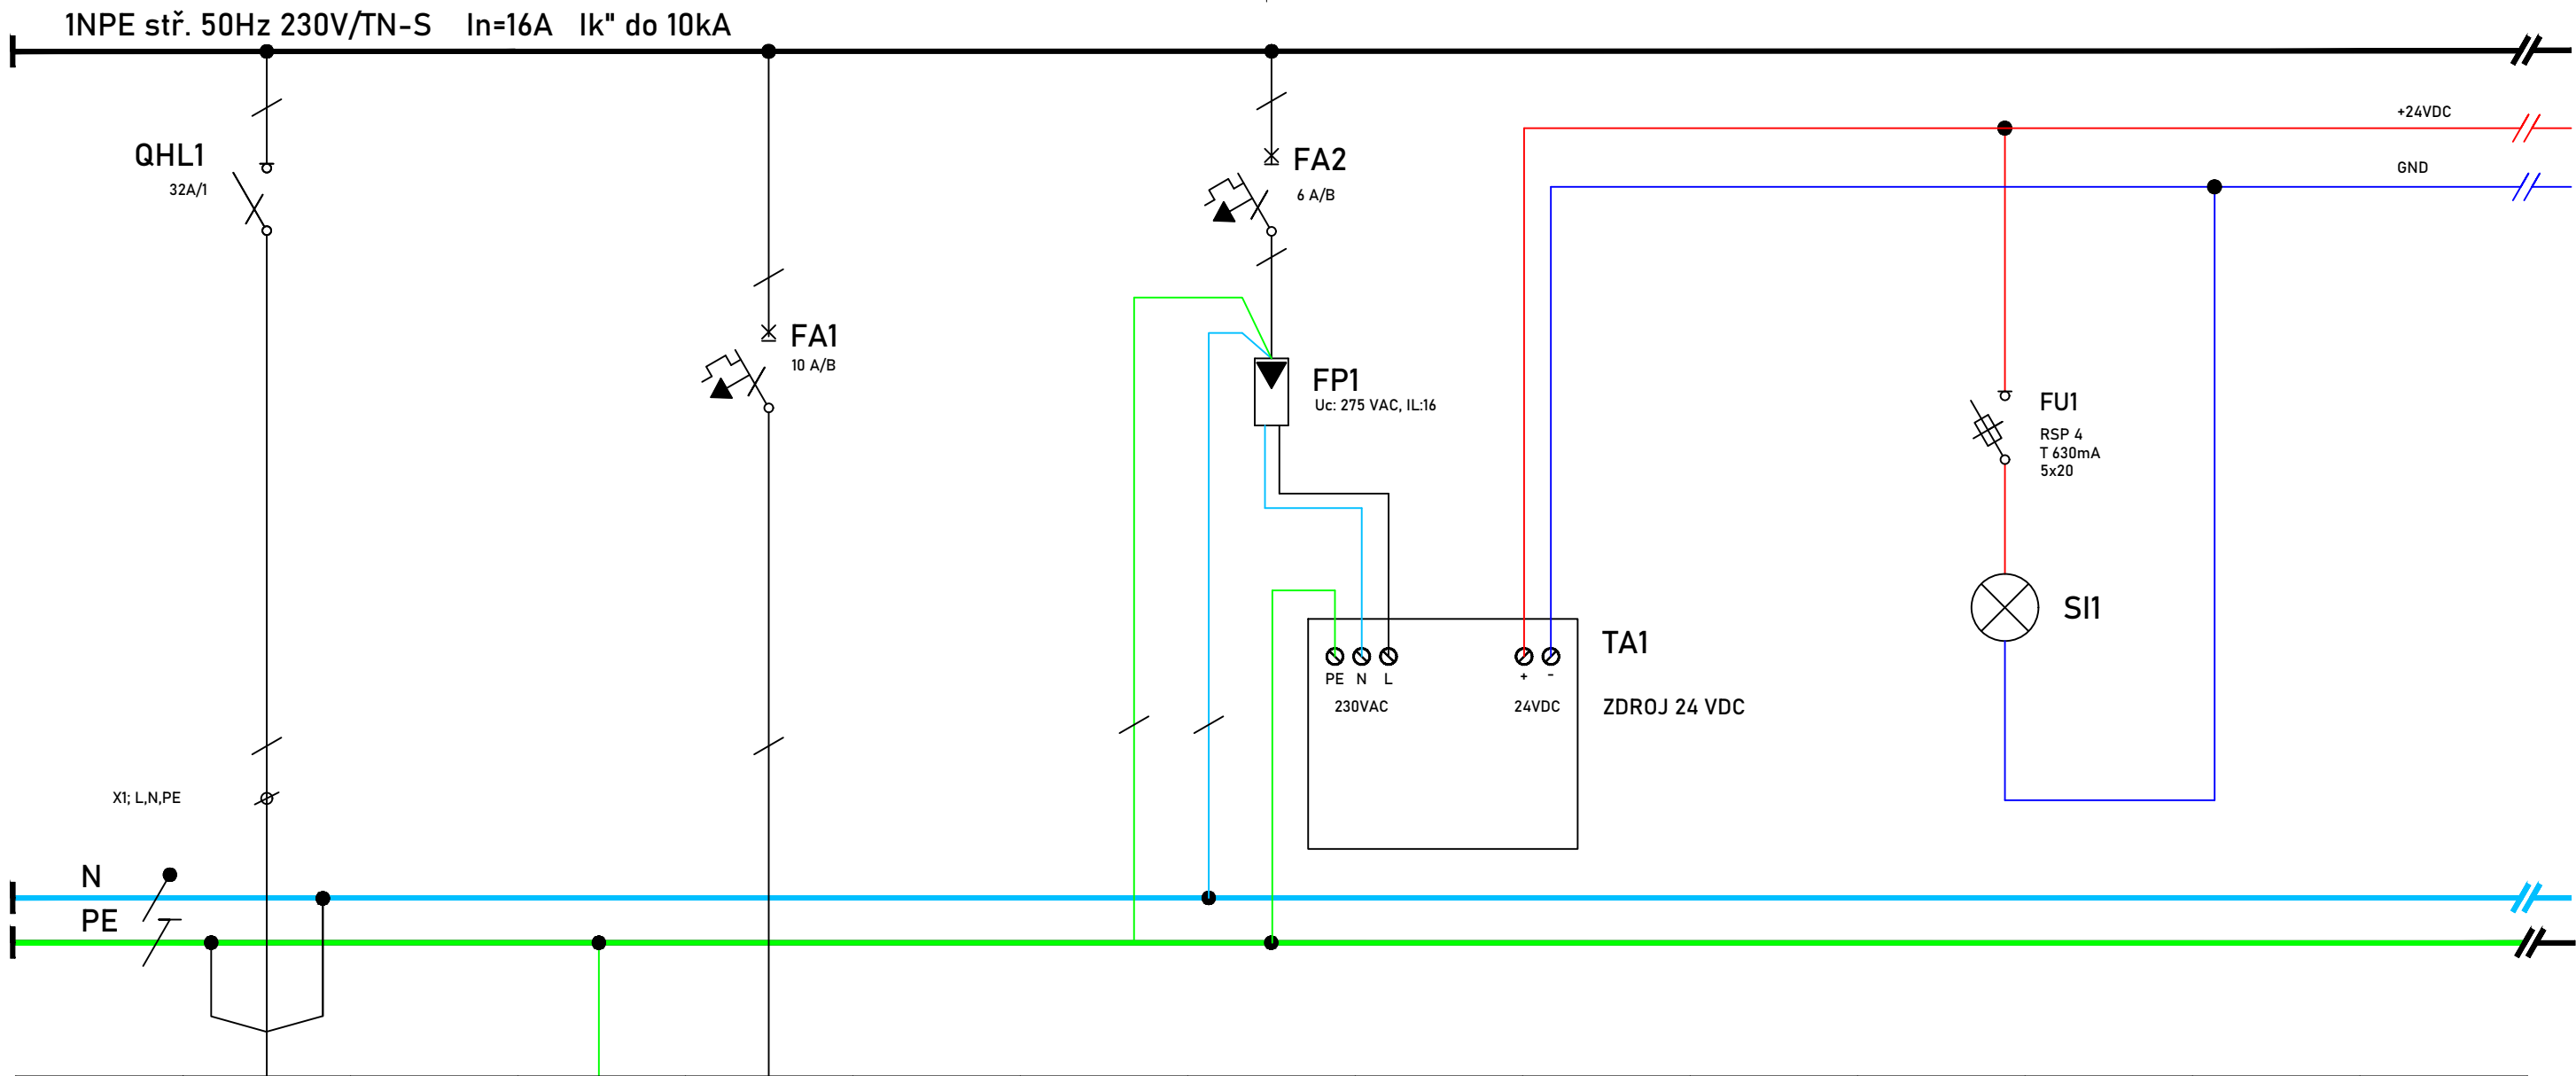 1NPE stř. 50Hz 230V/TN-S In=16A Ik" do 10kA
+24VDC
GND
QHL1
32A/1
FA2
6 A/B
FA1
10 A/B
FP1
Uc: 275 VAC, IL:16
FU1
RSP 4
T 630mA
5x20
SI1
TA1
PE N L + -
230VAC 24VDC
ZDROJ 24 VDC
X1; L,N,PE
N
PE